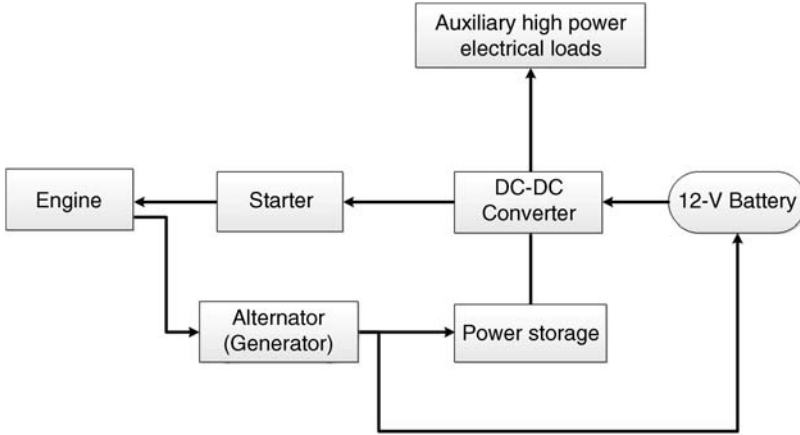 Auxiliary high power
electrical loads
Engine
Starter
DC-DC
Converter
12-V Battery
Alternator
(Generator)
Power storage